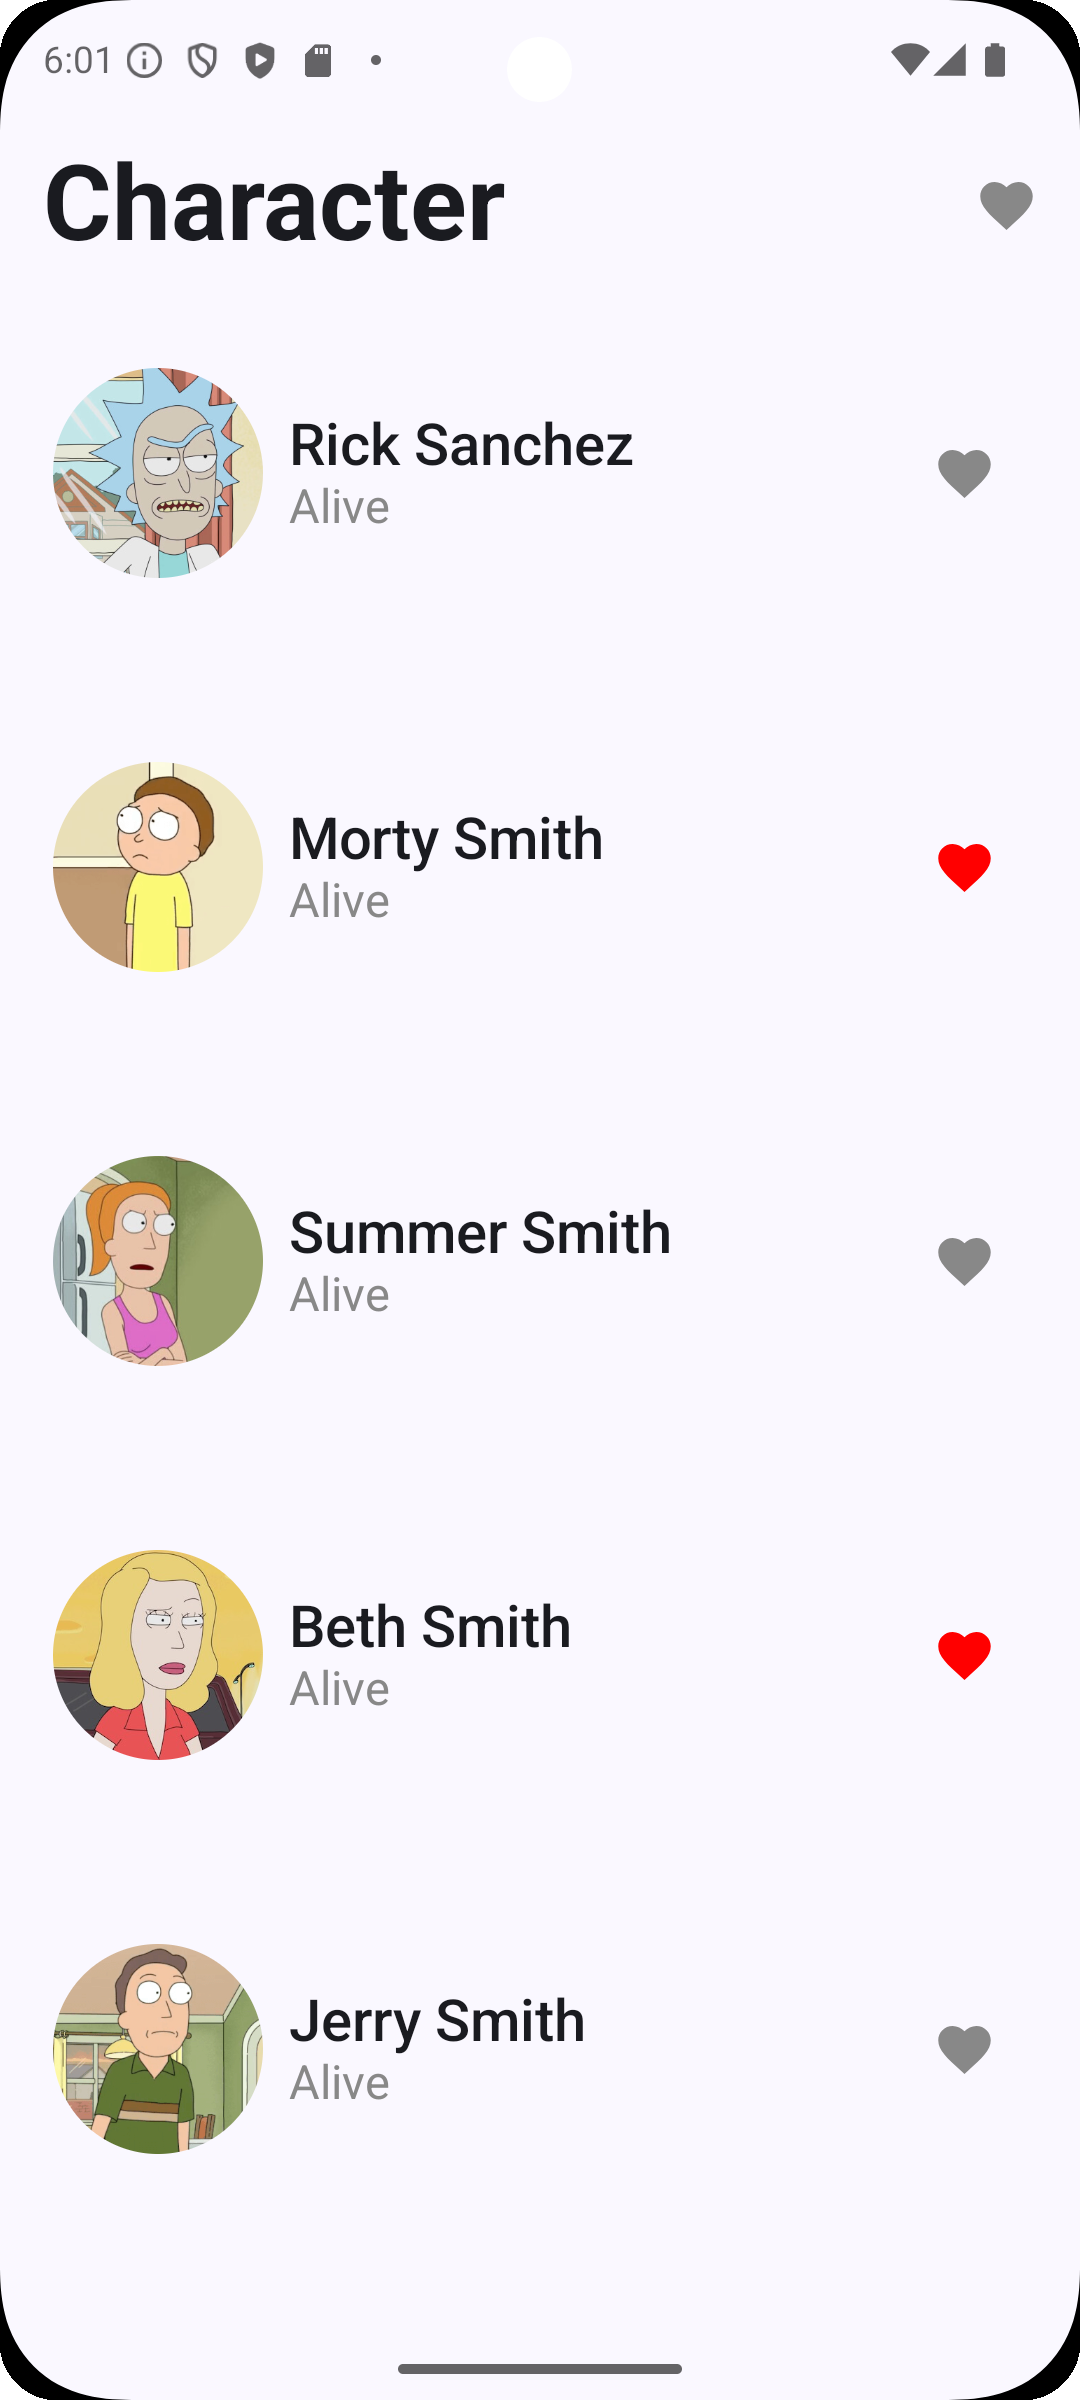 6:01
Character
Rick Sanchez
Alive
Morty Smith
Alive
Summer Smith
Alive
Beth Smith
Alive
Jerry Smith
Alive